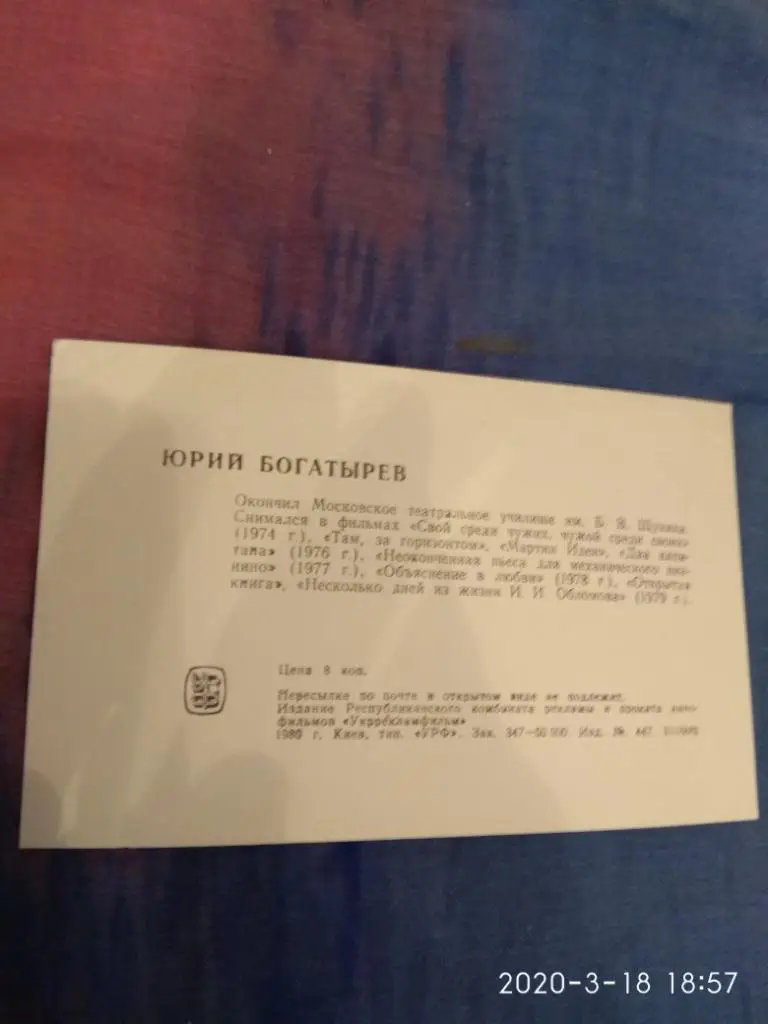 ЮРИЙ БОГАТЫРЕВ
Окончил Московское театральное училище им. Б. В. Щукина.
Снимался в фильмах «Свой среди чужих, чужой среди своих»
(1974 г.), «Там, за горизонтом», «Мартин Иден», «Два капи-
тана» (1976 г.), «Неоконченная пьеса для механического пиа-
нино» (1977 г.), «Объяснение в любви» (1978 г.), «Открытая
книга», «Несколько дней из жизни И. И. Обломова» (1979 г.).
Цена 8 коп.
Пересылке по почте в открытом виде не подлежит.
Издание Республиканского комбината рекламы и проката кино-
фильмов «Укррекламфильм»
1980 г. Киев, тип. «УРФ». Зак. 347—50 000. Изд. № 447.
2020-3-18 18:57